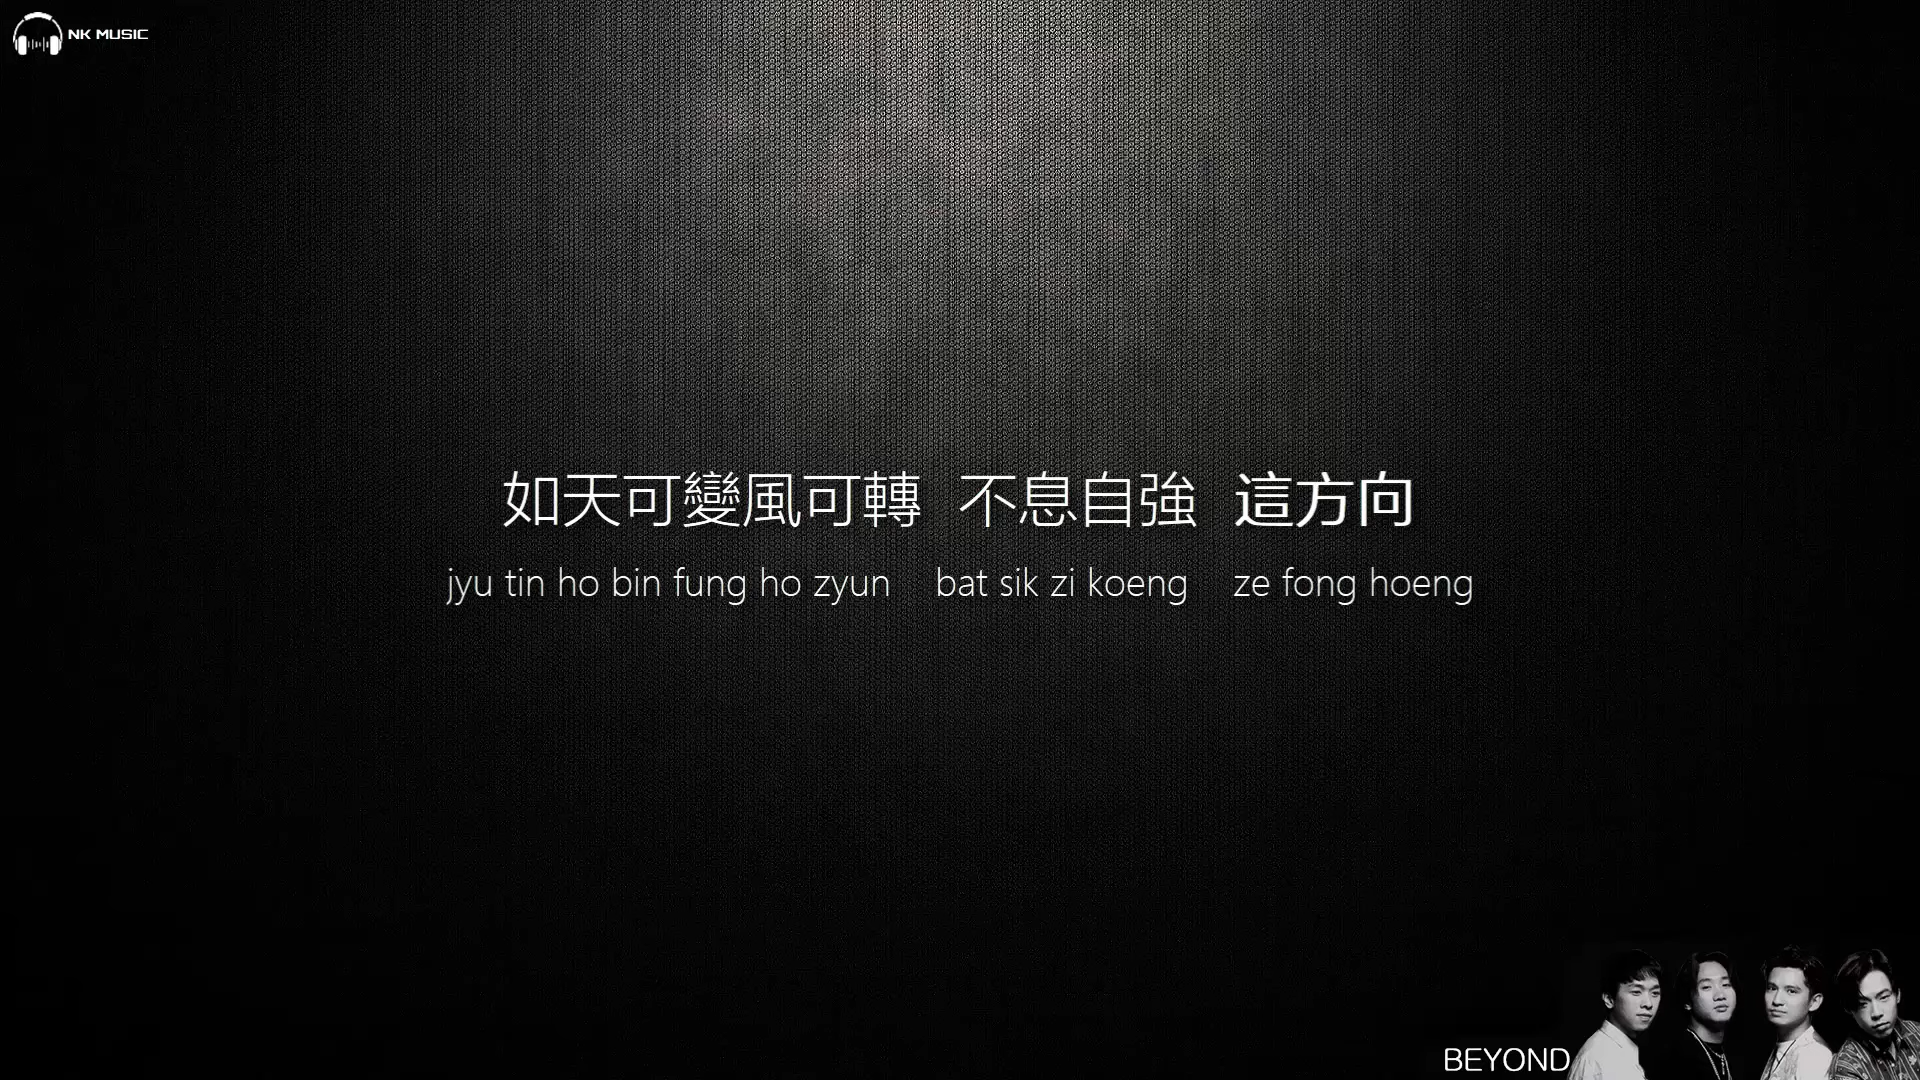 NK MUSIC
如天可變風可轉 不息自強 這方向
jyu tin ho bin fung ho zyun bat sik zi koeng ze fong hoeng
BEYOND